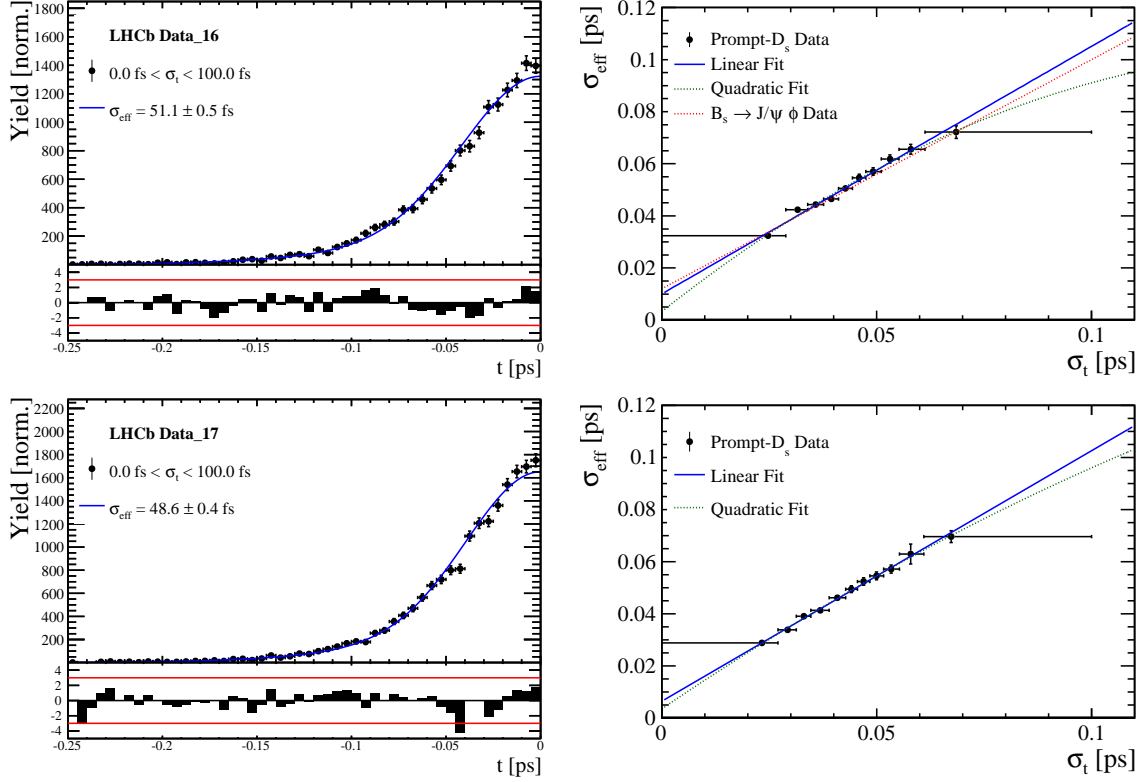 Yield [norm.]
1800
1600
1400
1200
1000
800
600
400
200
LHCb Data_16
0.0 fs < σt < 100.0 fs
σeff = 51.1 ± 0.5 fs
4
2
0
-2
-4
-0.25 -0.2 -0.15 -0.1 -0.05 0
t [ps]
σeff [ps]
0.12
0.1
0.08
0.06
0.04
0.02
0
Prompt-Ds Data
Linear Fit
Quadratic Fit
Bs → J/ψ ϕ Data
0 0.05 0.1
σt [ps]
Yield [norm.]
2200
2000
1800
1600
1400
1200
1000
800
600
400
200
LHCb Data_17
0.0 fs < σt < 100.0 fs
σeff = 48.6 ± 0.4 fs
4
2
0
-2
-4
-0.25 -0.2 -0.15 -0.1 -0.05 0
t [ps]
σeff [ps]
0.12
0.1
0.08
0.06
0.04
0.02
0
Prompt-Ds Data
Linear Fit
Quadratic Fit
0 0.05 0.1
σt [ps]